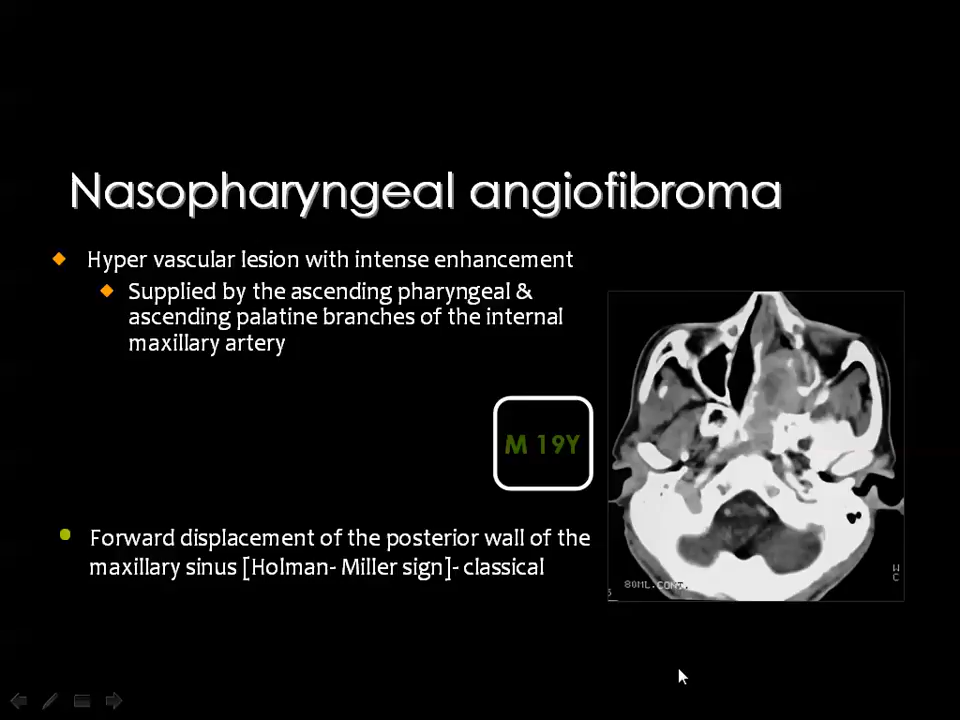 Nasopharyngeal angiofibroma
Hyper vascular lesion with intense enhancement
Supplied by the ascending pharyngeal &
ascending palatine branches of the internal
maxillary artery
M 19Y
Forward displacement of the posterior wall of the
maxillary sinus [Holman- Miller sign]- classical
80ML.CONT.
W
C